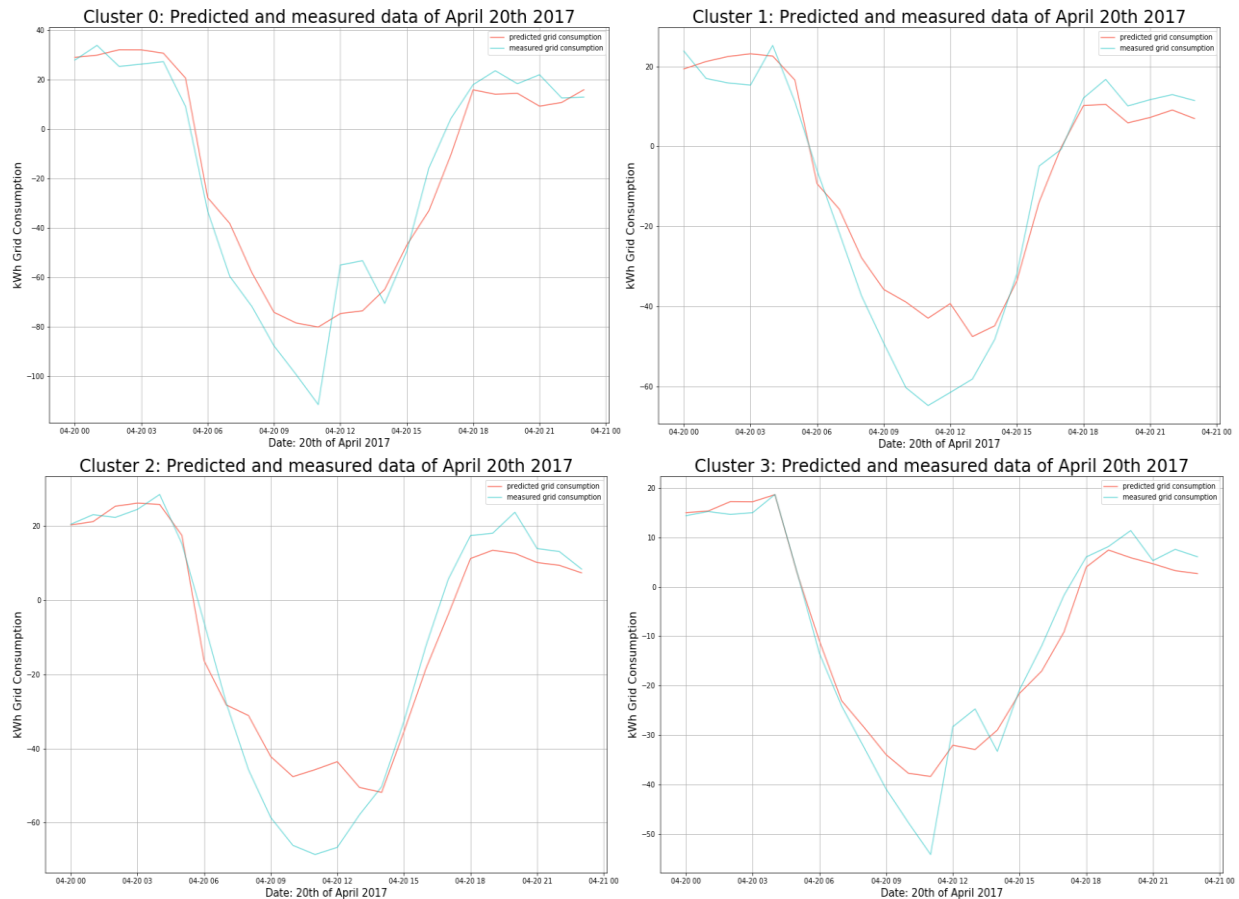 Cluster 0: Predicted and measured data of April 20th 2017
predicted grid consumption
measured grid consumption
kWh Grid Consumption
40
20
0
−20
−40
−60
−80
−100
04-20 00 04-20 03 04-20 06 04-20 09 04-20 12 04-20 15 04-20 18 04-20 21 04-21 00
Date: 20th of April 2017
Cluster 1: Predicted and measured data of April 20th 2017
predicted grid consumption
measured grid consumption
kWh Grid Consumption
20
0
−20
−40
−60
04-20 00 04-20 03 04-20 06 04-20 09 04-20 12 04-20 15 04-20 18 04-20 21 04-21 00
Date: 20th of April 2017
Cluster 2: Predicted and measured data of April 20th 2017
predicted grid consumption
measured grid consumption
kWh Grid Consumption
20
0
−20
−40
−60
04-20 00 04-20 03 04-20 06 04-20 09 04-20 12 04-20 15 04-20 18 04-20 21 04-21 00
Date: 20th of April 2017
Cluster 3: Predicted and measured data of April 20th 2017
predicted grid consumption
measured grid consumption
kWh Grid Consumption
20
10
0
−10
−20
−30
−40
−50
04-20 00 04-20 03 04-20 06 04-20 09 04-20 12 04-20 15 04-20 18 04-20 21 04-21 00
Date: 20th of April 2017